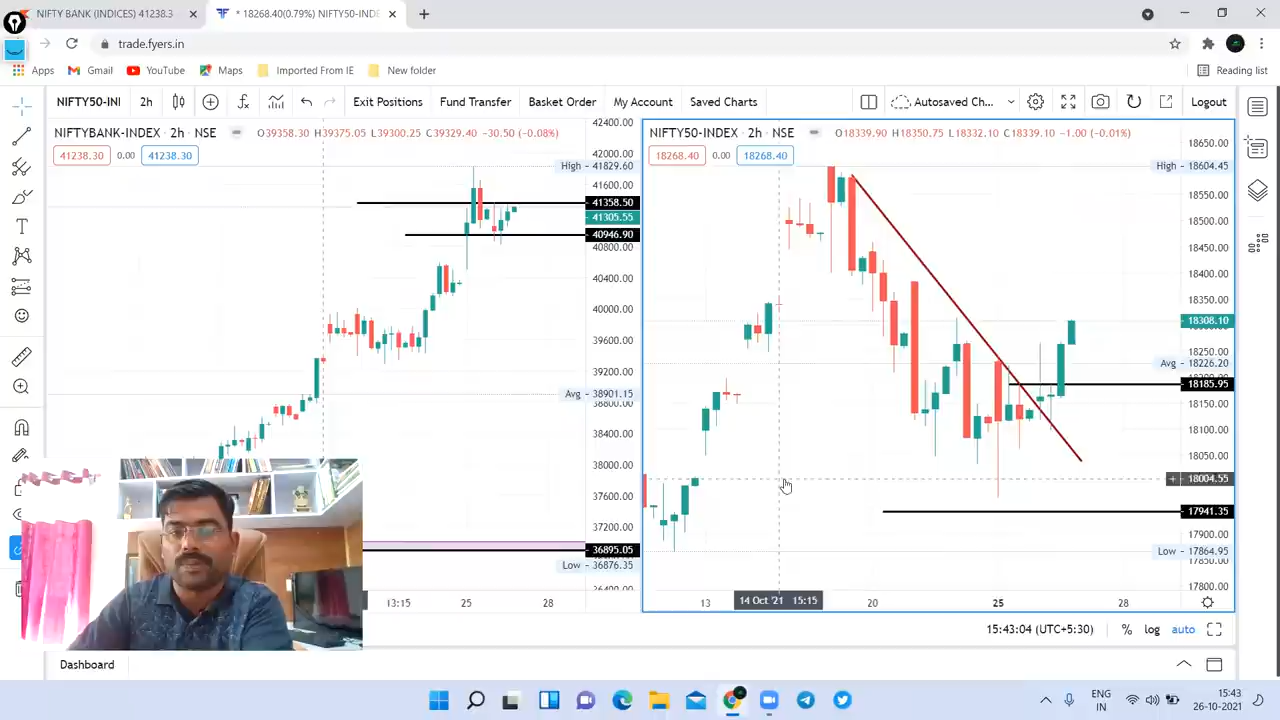 NIFTY BANK (INDICES) 41238.3
* 18268.40(0.79%) NIFTY50-INDE
trade.fyers.in
Apps Gmail YouTube Maps Imported From IE New folder Reading list
NIFTY50-INI 2h Exit Positions Fund Transfer Basket Order My Account Saved Charts Autosaved Ch... Logout
NIFTYBANK-INDEX · 2h · NSE O39358.30 H39375.05 L39300.25 C39329.40 -30.50 (-0.08%)
41238.30 0.00 41238.30
42400.00
42000.00
High 41829.60
41600.00
41358.50
41305.55
40946.90
40800.00
40400.00
40000.00
39600.00
39200.00
Avg 38901.15
38800.00
38400.00
38000.00
37600.00
37200.00
36895.05
Low 36876.35
36400.00
13:15 25 28
NIFTY50-INDEX · 2h · NSE O18339.90 H18350.75 L18332.10 C18339.10 -1.00 (-0.01%)
18268.40 0.00 18268.40
18650.00
High 18604.45
18550.00
18500.00
18450.00
18400.00
18350.00
18308.10
18250.00
Avg 18226.20
18185.95
18150.00
18100.00
18050.00
18004.55
17941.35
17900.00
Low 17864.95
17850.00
17800.00
13 14 Oct '21 15:15 20 25 28
15:43:04 (UTC+5:30) % log auto
Dashboard
ENG
IN
15:43
26-10-2021